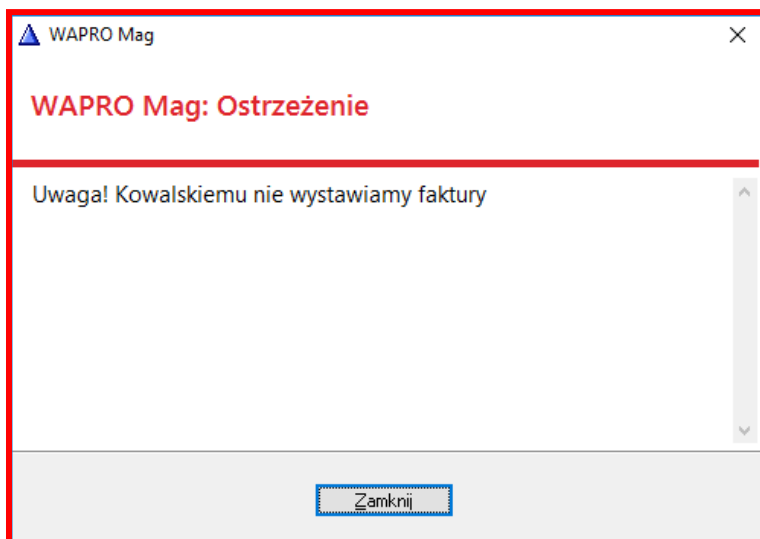 WAPRO Mag
WAPRO Mag: Ostrzeżenie
Uwaga! Kowalskiemu nie wystawiamy faktury
Zamknij